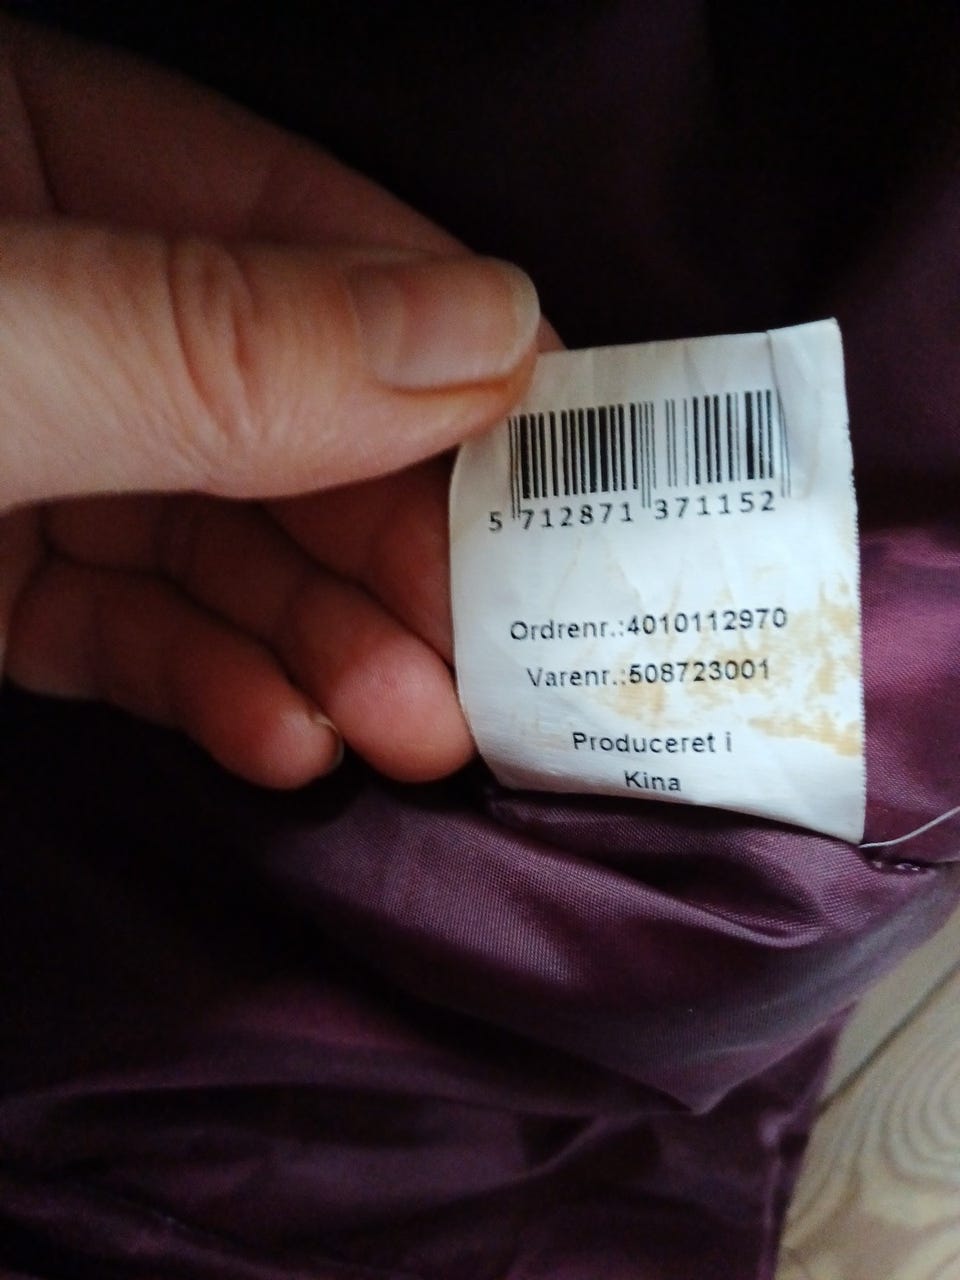 5 712871 371152
Ordrenr.:4010112970
Varenr.:508723001
Produceret i
Kina